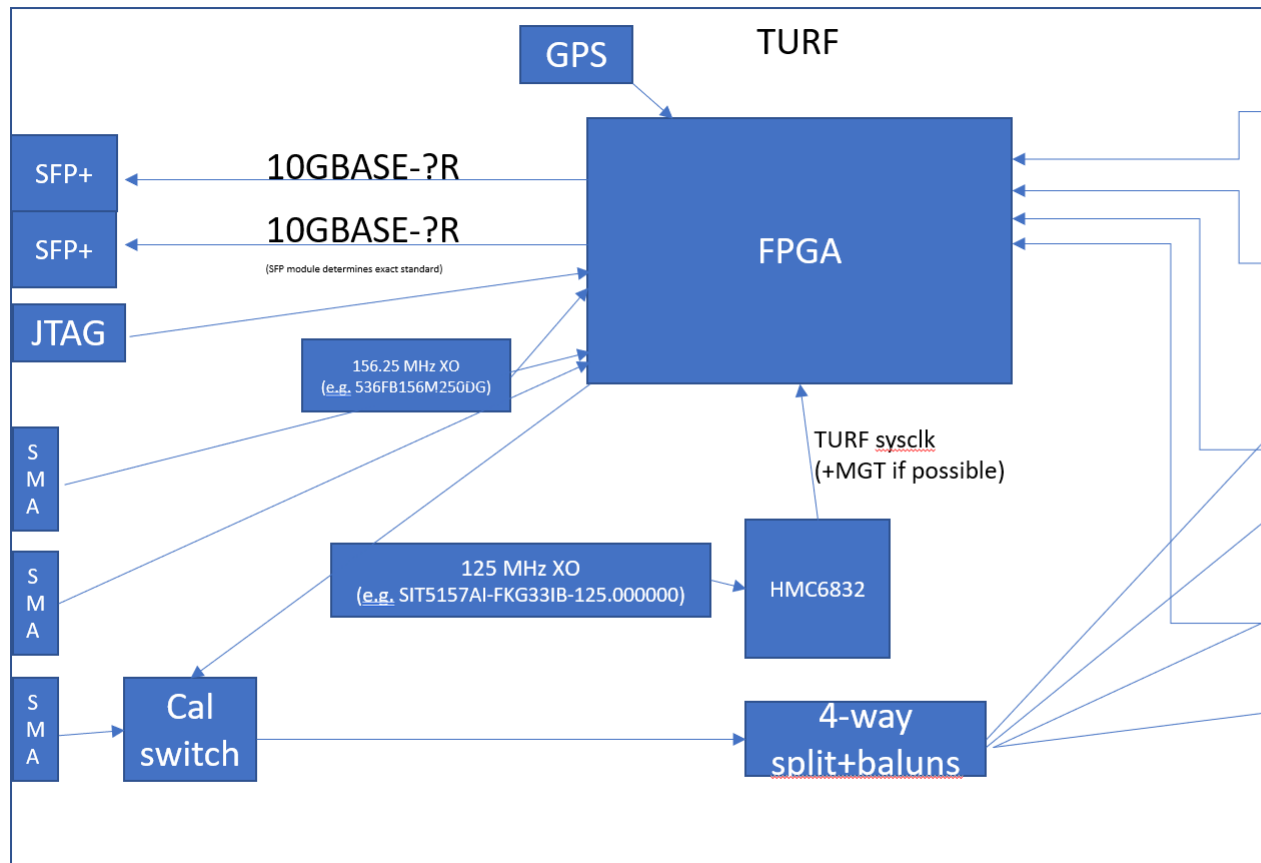 TURF
GPS
SFP+
10GBASE-?R
SFP+
10GBASE-?R
(SFP module determines exact standard)
FPGA
JTAG
156.25 MHz XO
(e.g. 536FB156M250DG)
S
M
A
TURF sysclk
(+MGT if possible)
S
M
A
125 MHz XO
(e.g. SIT5157AI-FKG33IB-125.000000)
HMC6832
S
M
A
Cal
switch
4-way
split+baluns